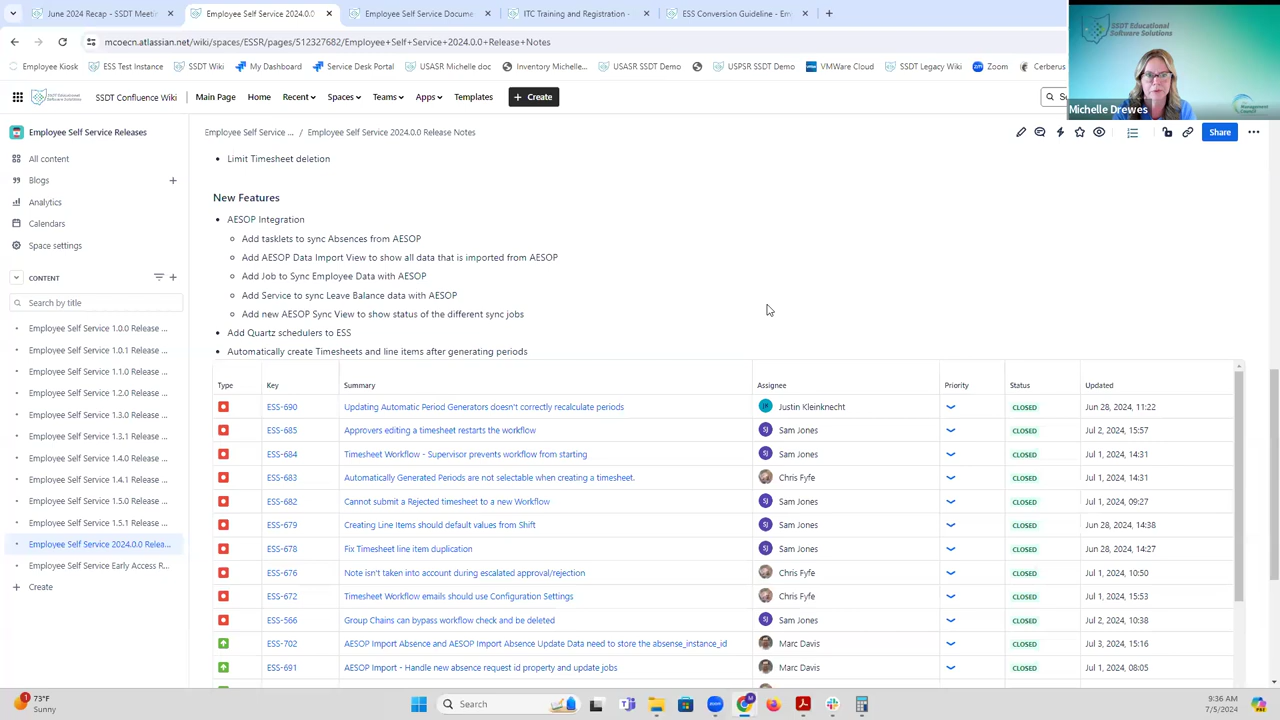 June 2024 Recap - SSDT Meetin
Employee Self Service 2024.0.0
Employee Self Service Docume
ITC Training and Registration -
ESS Conversion Guideline - Em
mcoecn.atlassian.net/wiki/spaces/ESSR/pages/512327682/Employee+Self+Service+2024.0.0+Release+Notes
Employee Kiosk
ESS Test Instance
SSDT Wiki
My Dashboard
Service Desk Portal
USASR Michelle doc
Inventory Michelle...
USASR SSDT Demo
USPSR SSDT Demo
VMWare Cloud
SSDT Legacy Wiki
Zoom
Cerberus
SSDT Educational
Software Solutions
Management
Council
Michelle Drewes
SSDT Confluence Wiki
Main Page
Home
Recent
Spaces
Teams
Apps
Templates
+ Create
Employee Self Service Releases
Employee Self Service ... / Employee Self Service 2024.0.0 Release Notes
Share
All content
Blogs
Analytics
Calendars
Space settings
CONTENT
Search by title
Employee Self Service 1.0.0 Release ...
Employee Self Service 1.0.1 Release ...
Employee Self Service 1.1.0 Release ...
Employee Self Service 1.2.0 Release ...
Employee Self Service 1.3.0 Release ...
Employee Self Service 1.3.1 Release ...
Employee Self Service 1.4.0 Release ...
Employee Self Service 1.4.1 Release ...
Employee Self Service 1.5.0 Release ...
Employee Self Service 1.5.1 Release ...
Employee Self Service 2024.0.0 Relea...
Employee Self Service Early Access R...
Create
Limit Timesheet deletion
New Features
AESOP Integration
Add tasklets to sync Absences from AESOP
Add AESOP Data Import View to show all data that is imported from AESOP
Add Job to Sync Employee Data with AESOP
Add Service to sync Leave Balance data with AESOP
Add new AESOP Sync View to show status of the different sync jobs
Add Quartz schedulers to ESS
Automatically create Timesheets and line items after generating periods
Type Key Summary Assignee Priority Status Updated
ESS-690 Updating Automatic Period Generators doesn't correctly recalculate periods Justin Kleinknecht CLOSED Jun 28, 2024, 11:22
ESS-685 Approvers editing a timesheet restarts the workflow SJ Sam Jones CLOSED Jul 2, 2024, 15:57
ESS-684 Timesheet Workflow - Supervisor prevents workflow from starting SJ Sam Jones CLOSED Jul 1, 2024, 14:31
ESS-683 Automatically Generated Periods are not selectable when creating a timesheet. Chris Fyfe CLOSED Jul 1, 2024, 14:31
ESS-682 Cannot submit a Rejected timesheet to a new Workflow SJ Sam Jones CLOSED Jul 1, 2024, 09:27
ESS-679 Creating Line Items should default values from Shift SJ Sam Jones CLOSED Jun 28, 2024, 14:38
ESS-678 Fix Timesheet line item duplication SJ Sam Jones CLOSED Jun 28, 2024, 14:27
ESS-676 Note isn't taken into account during escalated approval/rejection Chris Fyfe CLOSED Jul 1, 2024, 10:50
ESS-672 Timesheet Workflow emails should use Configuration Settings Chris Fyfe CLOSED Jul 1, 2024, 15:53
ESS-566 Group Chains can bypass workflow check and be deleted SJ Sam Jones CLOSED Jul 2, 2024, 10:38
ESS-702 AESOP Import Absence and AESOP Import Absence Update Data need to store the absense_instance_id Marc Davis CLOSED Jul 3, 2024, 15:16
ESS-691 AESOP Import - Handle new absence request id property and update jobs Marc Davis CLOSED Jul 1, 2024, 08:05
73°F
Sunny
Search
9:36 AM
7/5/2024